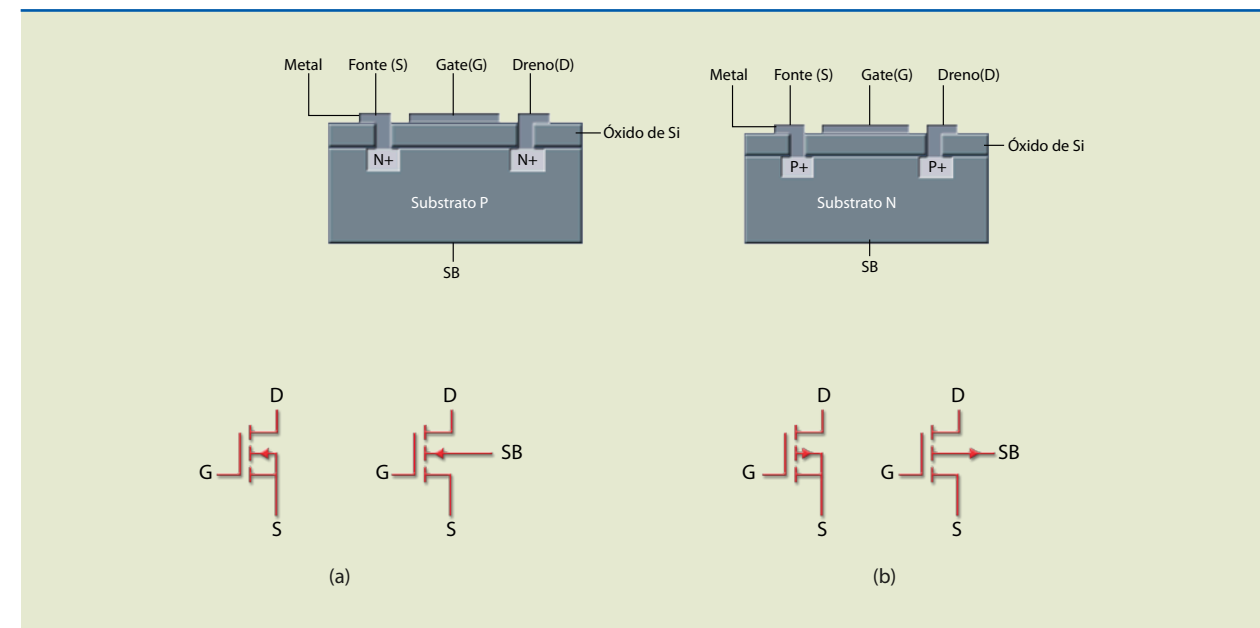 Metal Fonte (S) Gate(G) Dreno(D)
Óxido de Si
N+ N+
Substrato P
SB
Metal Fonte (S) Gate(G) Dreno(D)
Óxido de Si
P+ P+
Substrato N
SB
D
G
S
D
SB
G
S
(a)
D
G
S
D
SB
G
S
(b)